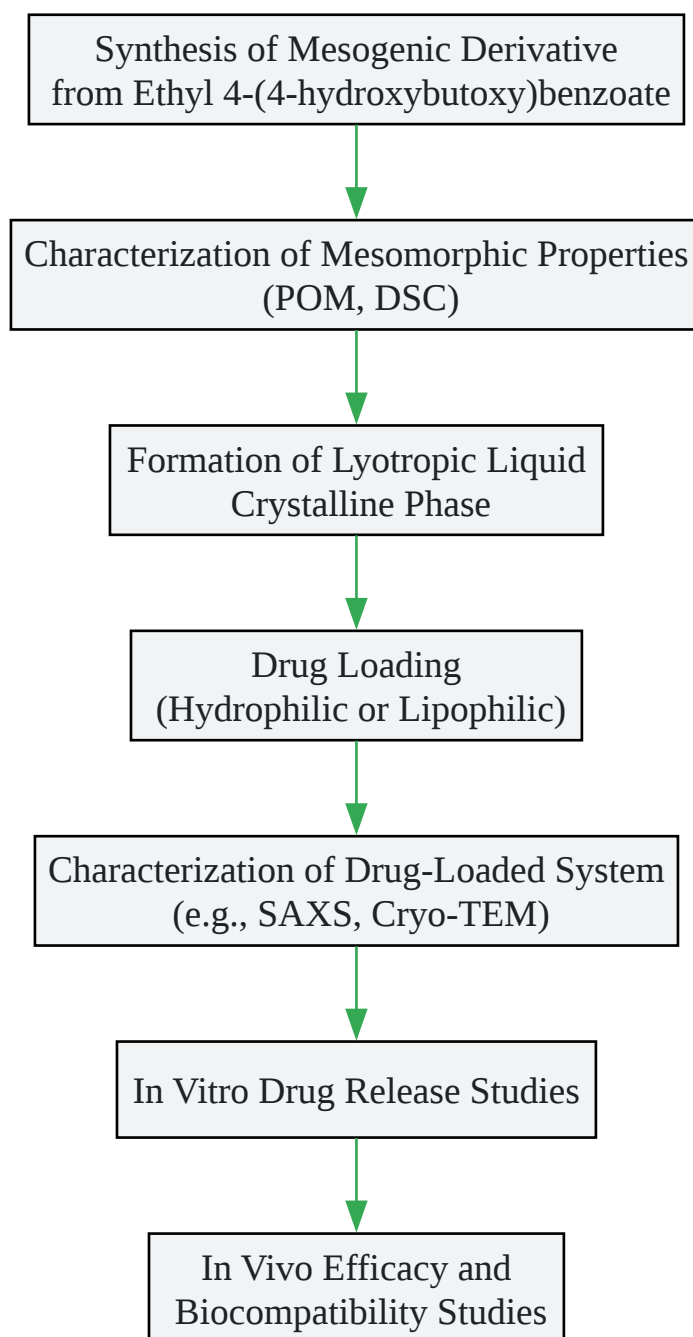 Synthesis of Mesogenic Derivative
from Ethyl 4-(4-hydroxybutoxy)benzoate
Characterization of Mesomorphic Properties
(POM, DSC)
Formation of Lyotropic Liquid
Crystalline Phase
Drug Loading
(Hydrophilic or Lipophilic)
Characterization of Drug-Loaded System
(e.g., SAXS, Cryo-TEM)
In Vitro Drug Release Studies
In Vivo Efficacy and
Biocompatibility Studies